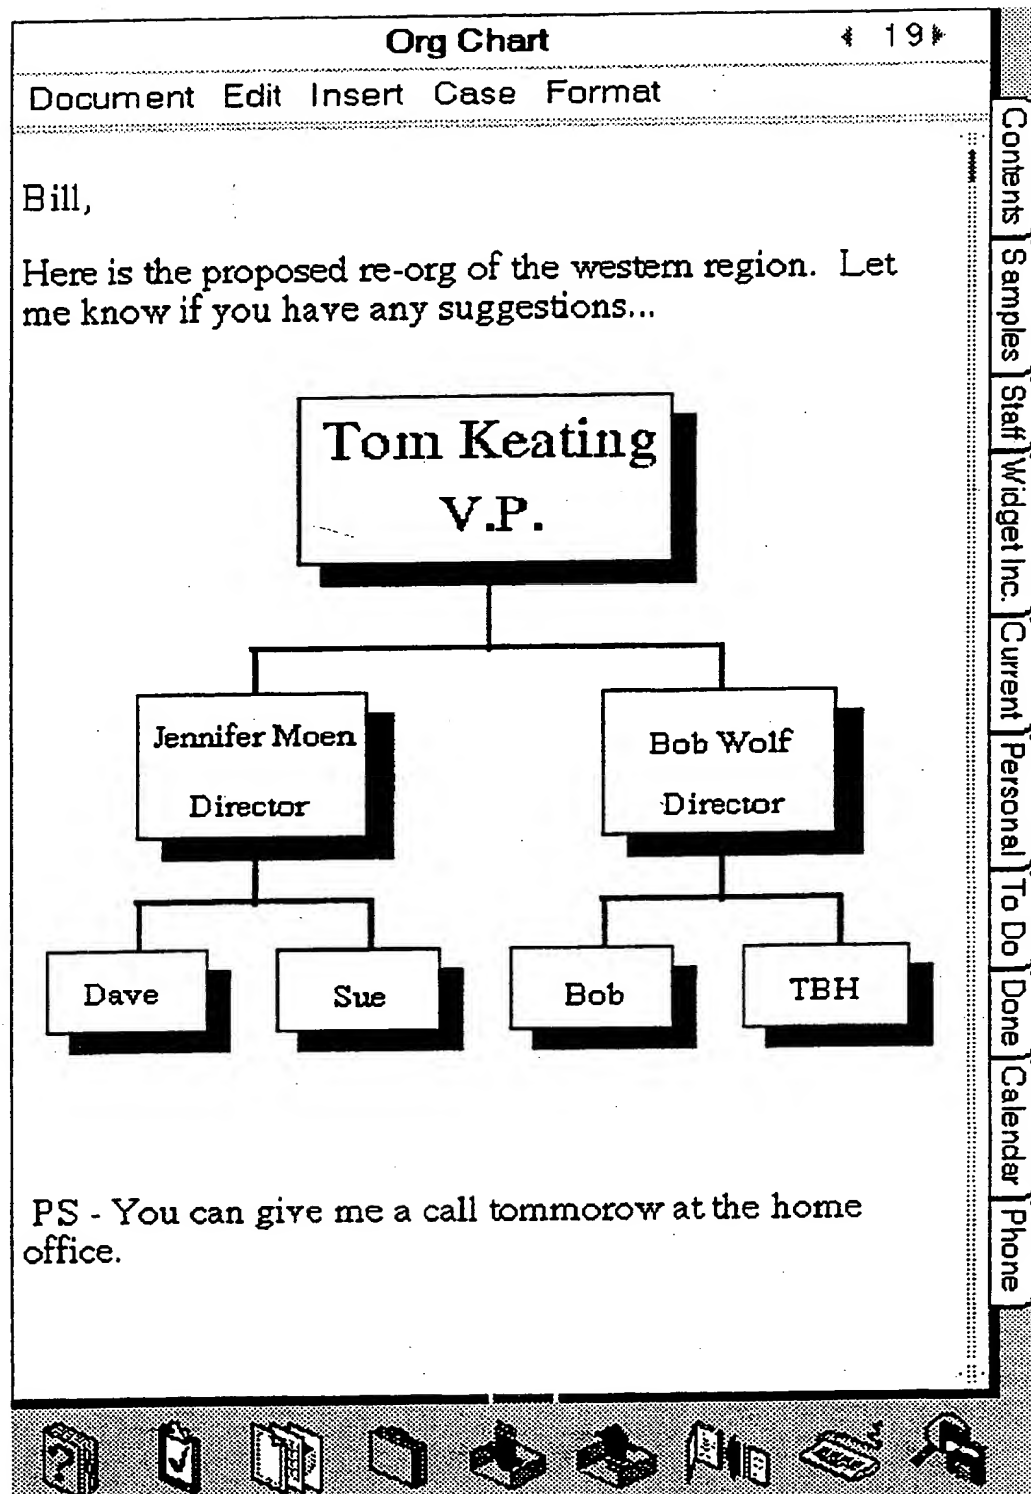 Org Chart 19
Document Edit Insert Case Format
Bill,
Here is the proposed re-org of the western region. Let
me know if you have any suggestions...
Tom Keating
V.P.
Jennifer Moen
Director
Bob Wolf
Director
Dave
Sue
Bob
TBH
PS - You can give me a call tommorow at the home
office.
Contents
Samples
Staff
Widget Inc.
Current
Personal
To Do
Done
Calendar
Phone
?